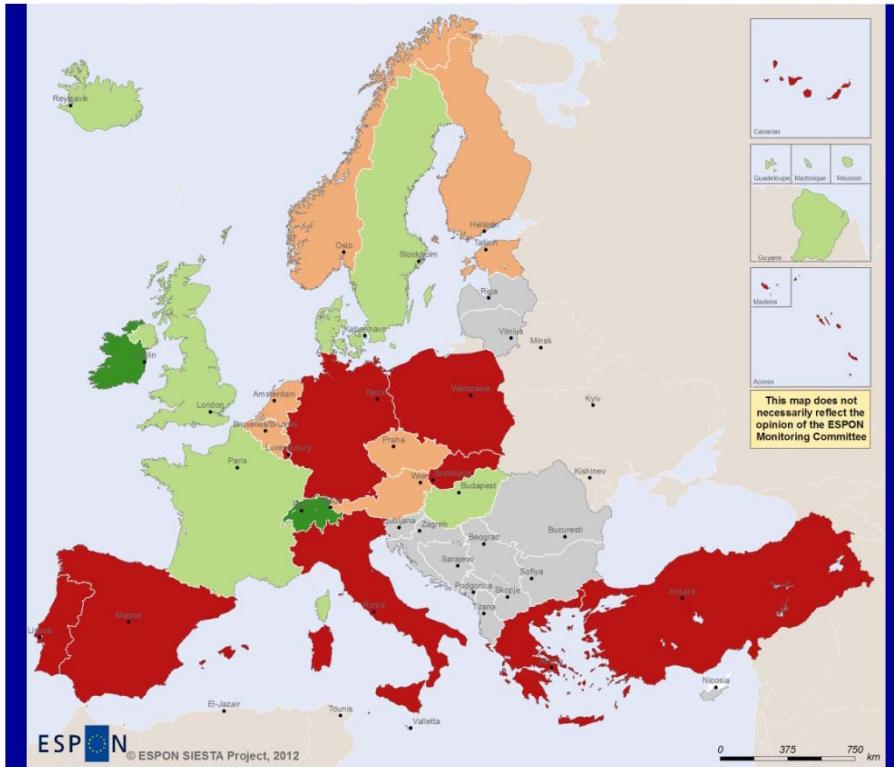 Reykjavik
Canarias
Guadeloupe
Martinique
Réunion
Guyane
Madeira
Acores
This map does not
necessarily reflect the
opinion of the ESPON
Monitoring Committee
Oslo
Helsinki
Tallinn
Stockholm
Riga
Vilnius
Minsk
København
London
Amsterdam
Berlin
Warszawa
Bruxelles/Brussel
Kyiv
Luxembourg
Praha
Paris
Wien
Bratislava
Budapest
Kishinev
Ljubljana
Zagreb
Beograd
Bucuresti
Sarajevo
Sofiya
Podgorica
Skopje
Tirana
Roma
Madrid
Lisboa
Ankara
Nicosia
El-Jazair
Tounis
Valletta
ESPON
© ESPON SIESTA Project, 2012
0 375 750
km